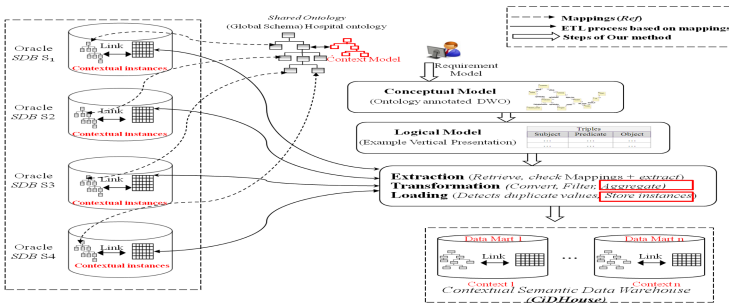 Shared Ontology
(Global Schema) Hospital ontology
Context Model
Requirement
Model
Mappings (Ref)
ETL process based on mappings
Steps of Our method
Oracle
SDB S1
Link
Contextual instances
Oracle
SDB S2
Link
Contextual instances
Oracle
SDB S3
Link
Oracle
SDB S4
Link
Contextual instances
Conceptual Model
(Ontology annotated DWO)
Logical Model
(Example Vertical Presentation)
Triples
Subject Predicate Object
... ... ...
... ... ...
Extraction (Retrieve, check Mappings + extract)
Transformation (Convert, Filter, Aggregate)
Loading (Detects duplicate values, Store instances)
Data Mart 1
Link
Context 1
...
Data Mart n
Link
Context n
Contextual Semantic Data Warehouse
(CiDHouse)